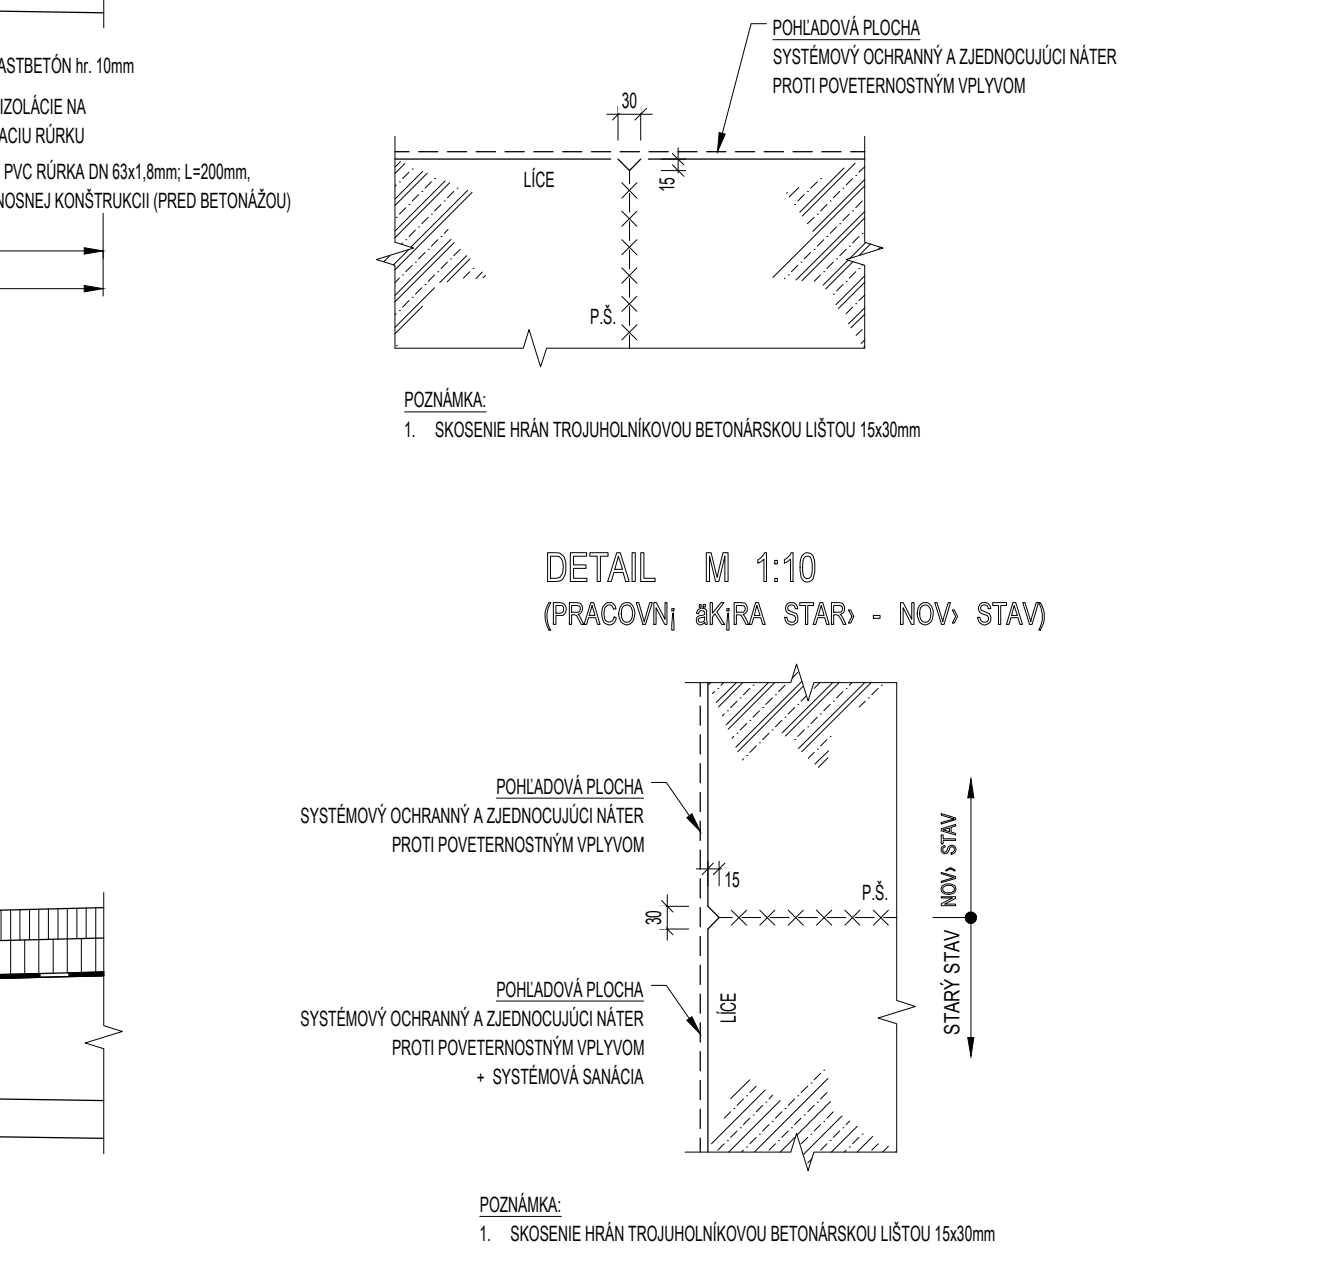 ASTBETÓN hr. 10mm
IZOLÁCIE NA
ACIU RÚRKU
PVC RÚRKA DN 63x1,8mm; L=200mm,
NOSNEJ KONŠTRUKCII (PRED BETONÁŽOU)
POHĽADOVÁ PLOCHA
SYSTÉMOVÝ OCHRANNÝ A ZJEDNOCUJÚCI NÁTER
PROTI POVETERNOSTNÝM VPLYVOM
30
LÍCE
15
P.Š.
POZNÁMKA:
1. SKOSENIE HRÁN TROJUHOLNÍKOVOU BETONÁRSKOU LIŠTOU 15x30mm
DETAIL M 1:10
(PRACOVN¡ äK¡RA STAR› - NOV› STAV)
POHĽADOVÁ PLOCHA
SYSTÉMOVÝ OCHRANNÝ A ZJEDNOCUJÚCI NÁTER
PROTI POVETERNOSTNÝM VPLYVOM
15
30
P.Š.
NOV› STAV
STARÝ STAV
POHĽADOVÁ PLOCHA
SYSTÉMOVÝ OCHRANNÝ A ZJEDNOCUJÚCI NÁTER
PROTI POVETERNOSTNÝM VPLYVOM
+ SYSTÉMOVÁ SANÁCIA
LÍCE
POZNÁMKA:
1. SKOSENIE HRÁN TROJUHOLNÍKOVOU BETONÁRSKOU LIŠTOU 15x30mm